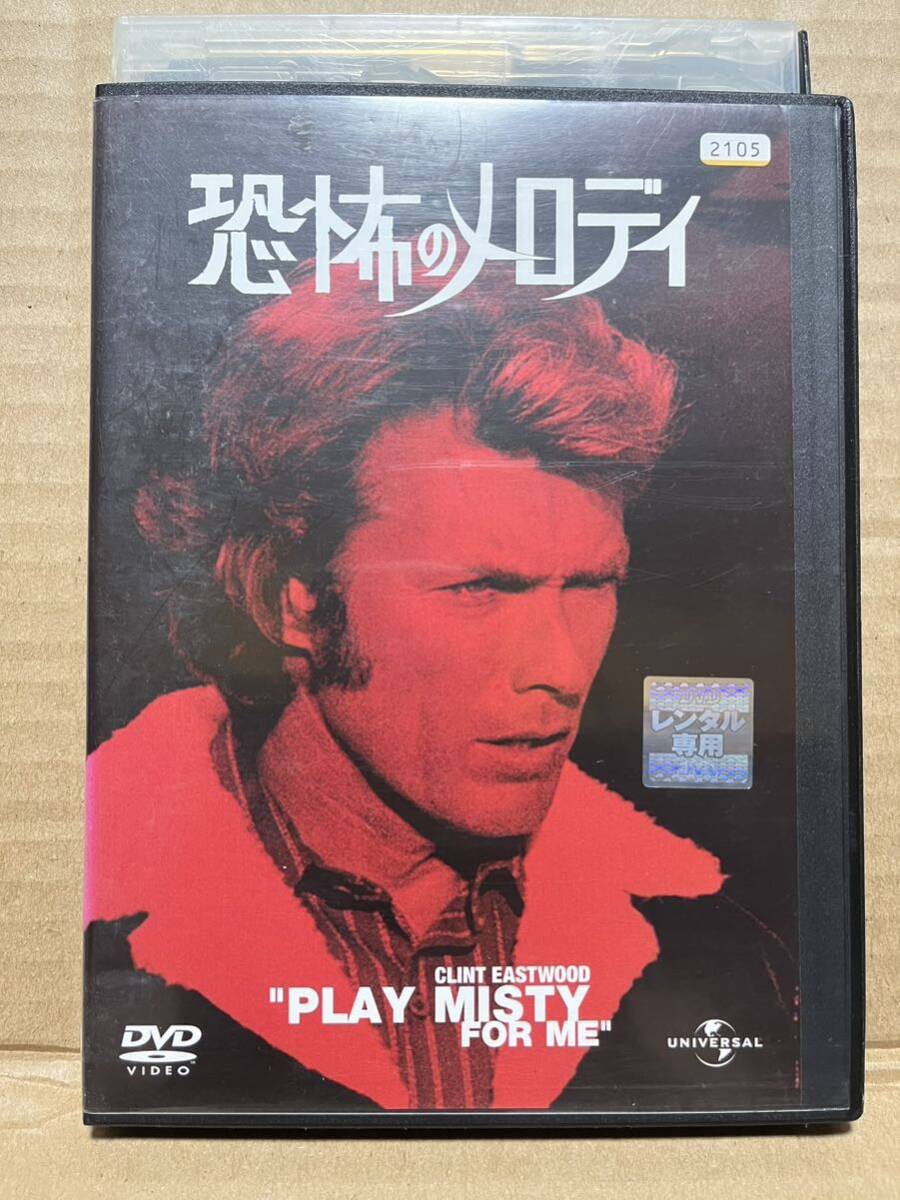 2105
恐怖のメロディ
レンタル
専用
CLINT EASTWOOD
"PLAY MISTY
FOR ME"
DVD
VIDEO™
UNIVERSAL